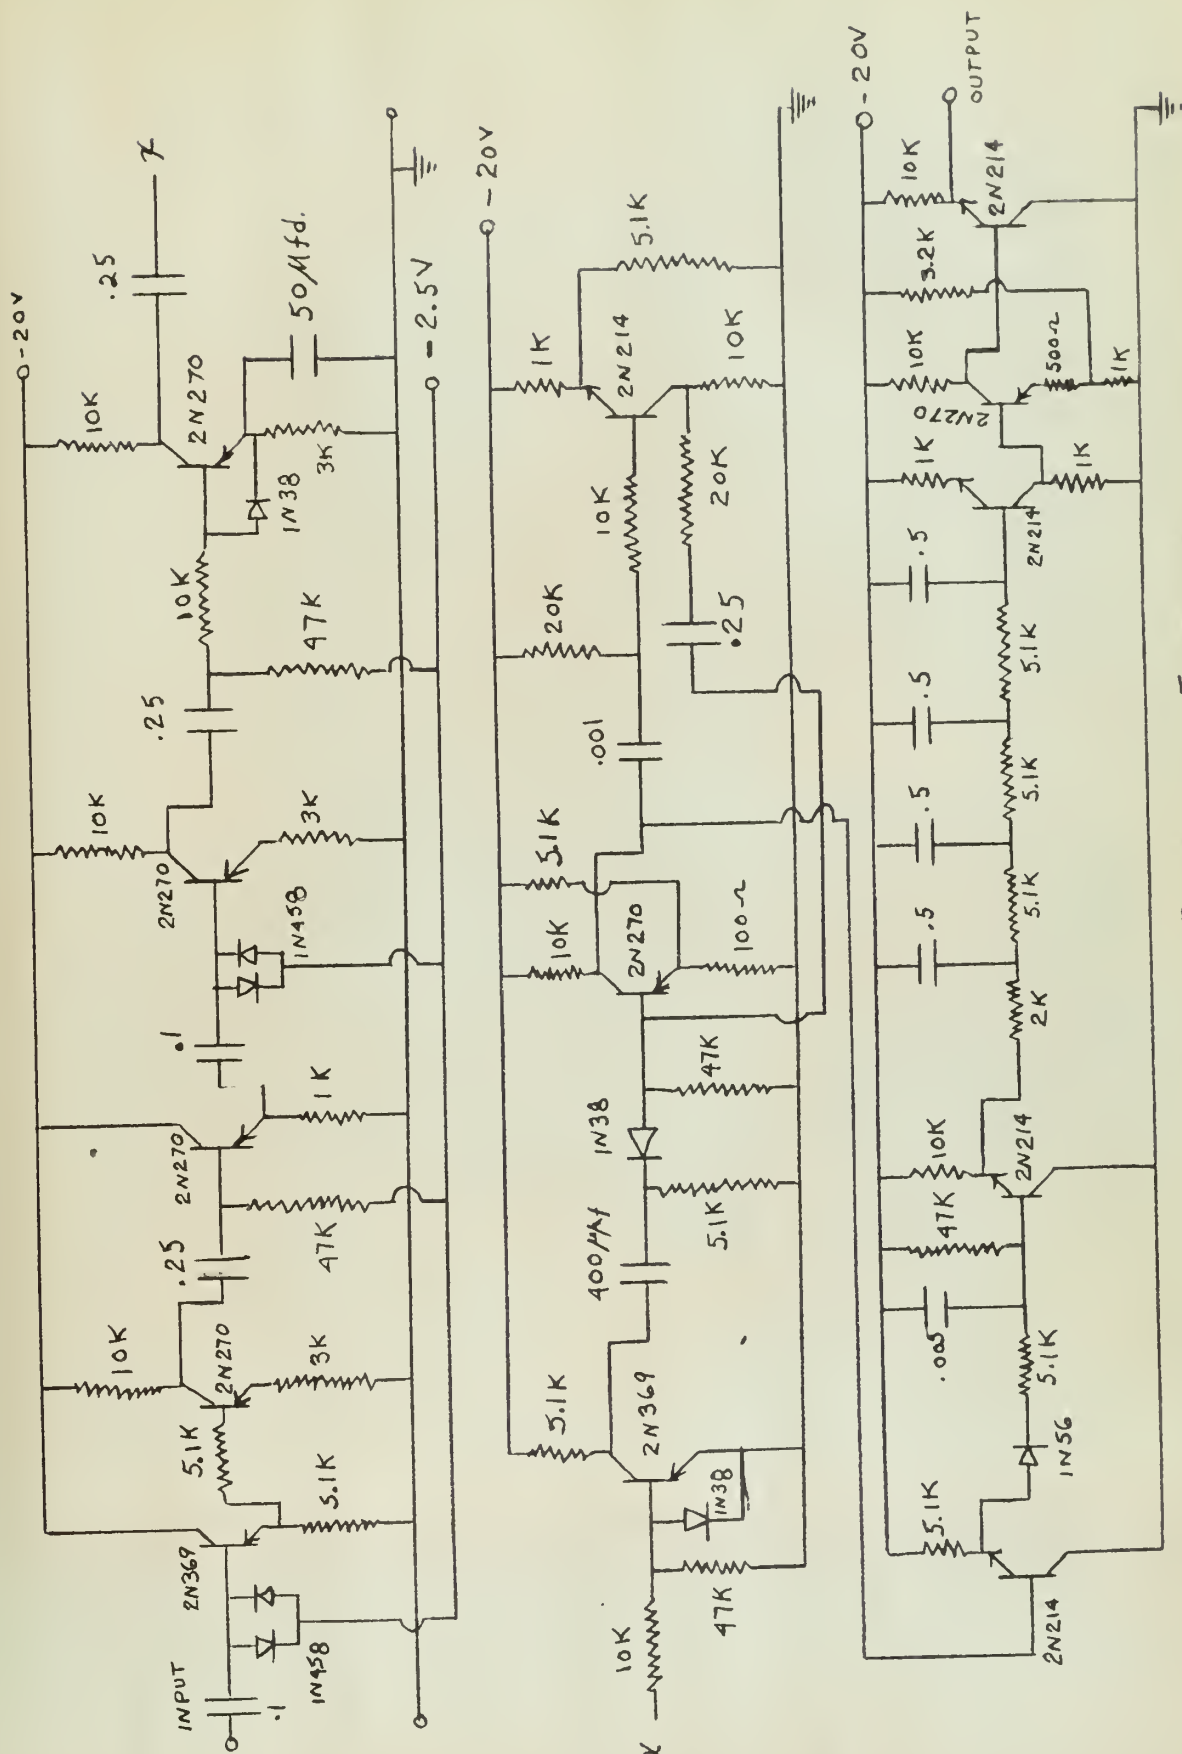 INPUT
.1
1N458
2N369
5.1K
5.1K
10K
2N270
3K
.25
47K
2N270
1K
.1
1N458
2N270
10K
3K
.25
47K
10K
1N38
3K
2N270
10K
50μfd.
.25
X
-20V
-2.5V
X
10K
47K
1N38
2N369
5.1K
400μμf
5.1K
1N38
47K
10K
2N270
5.1K
100Ω
.001
20K
10K
.25
20K
1K
2N214
10K
5.1K
-20V
2N214
5.1K
1N56
5.1K
.005
47K
10K
2N214
2K
.5
5.1K
.5
5.1K
.5
5.1K
.5
2N214
1K
1K
2N270
10K
500Ω
1K
3.2K
10K
2N214
-20V
OUTPUT